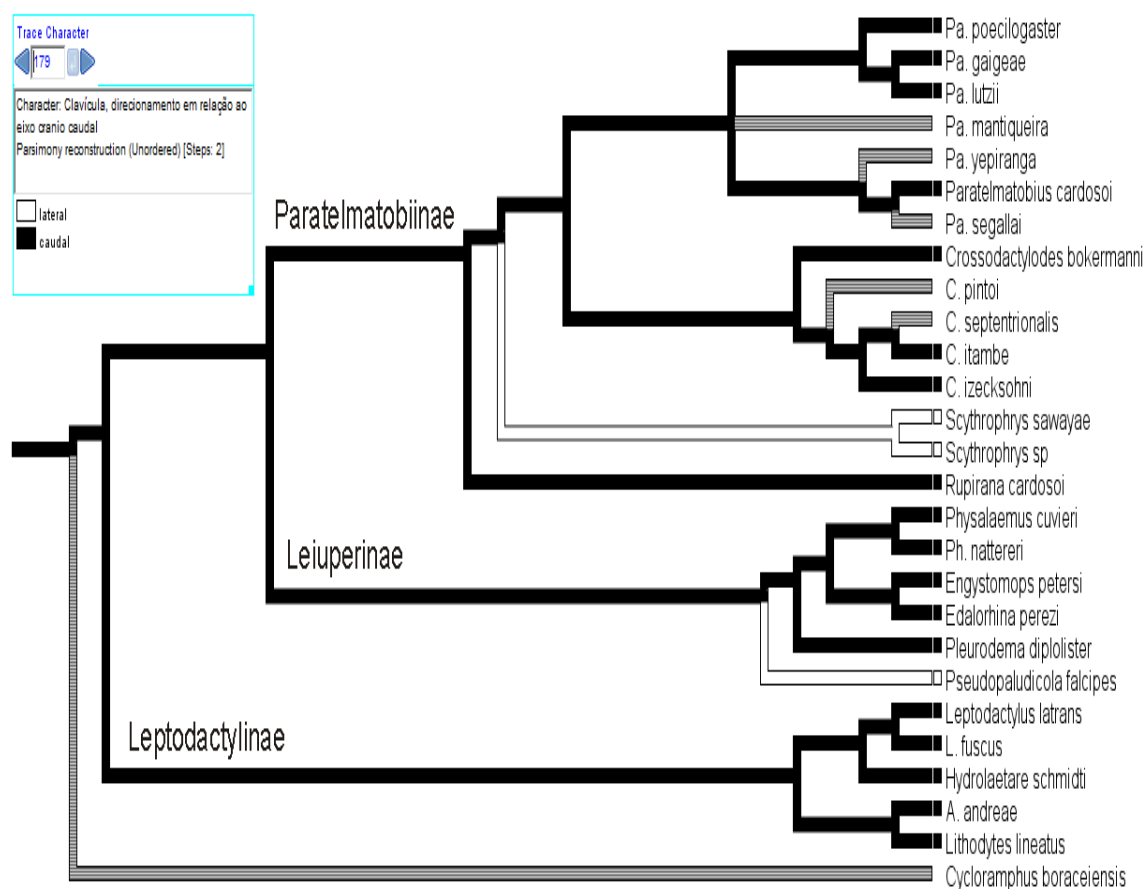 Trace Character
179
Character: Clavícula, direcionamento em relação ao
eixo cranio caudal
Parsimony reconstruction (Unordered) [Steps: 2]
lateral
caudal
Paratelmatobiinae
Leiuperinae
Leptodactylinae
Pa. poecilogaster
Pa. gaigeae
Pa. lutzii
Pa. mantiqueira
Pa. yepiranga
Paratelmatobius cardosoi
Pa. segallai
Crossodactylodes bokermanni
C. pintoi
C. septentrionalis
C. itambe
C. izecksohni
Scythrophrys sawayae
Scythrophrys sp
Rupirana cardosoi
Physalaemus cuvieri
Ph. nattereri
Engystomops petersi
Edalorhina perezi
Pleurodema diplolister
Pseudopaludicola falcipes
Leptodactylus latrans
L. fuscus
Hydrolaetare schmidti
A. andreae
Lithodytes lineatus
Cycloramphus boraceiensis